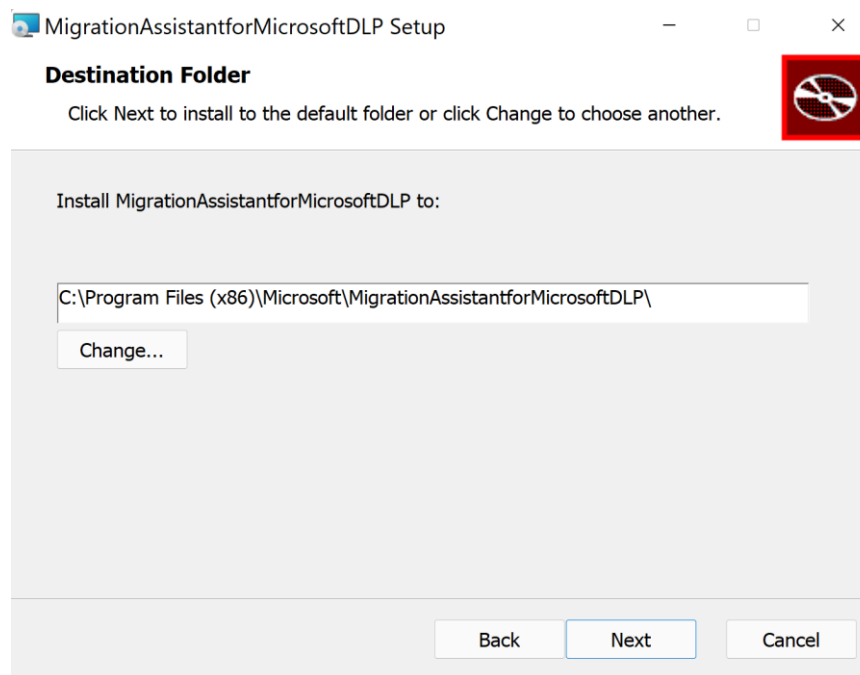 MigrationAssistantforMicrosoftDLP Setup
Destination Folder
Click Next to install to the default folder or click Change to choose another.
Install MigrationAssistantforMicrosoftDLP to:
C:\Program Files (x86)\Microsoft\MigrationAssistantforMicrosoftDLP\
Change...
Back Next Cancel